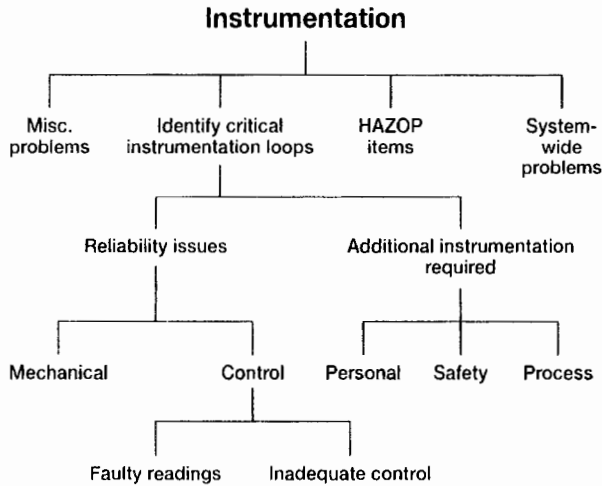 Instrumentation
Misc.
problems
Identify critical
instrumentation loops
HAZOP
items
System-
wide
problems
Reliability issues
Additional instrumentation
required
Mechanical
Control
Personal
Safety
Process
Faulty readings
Inadequate control